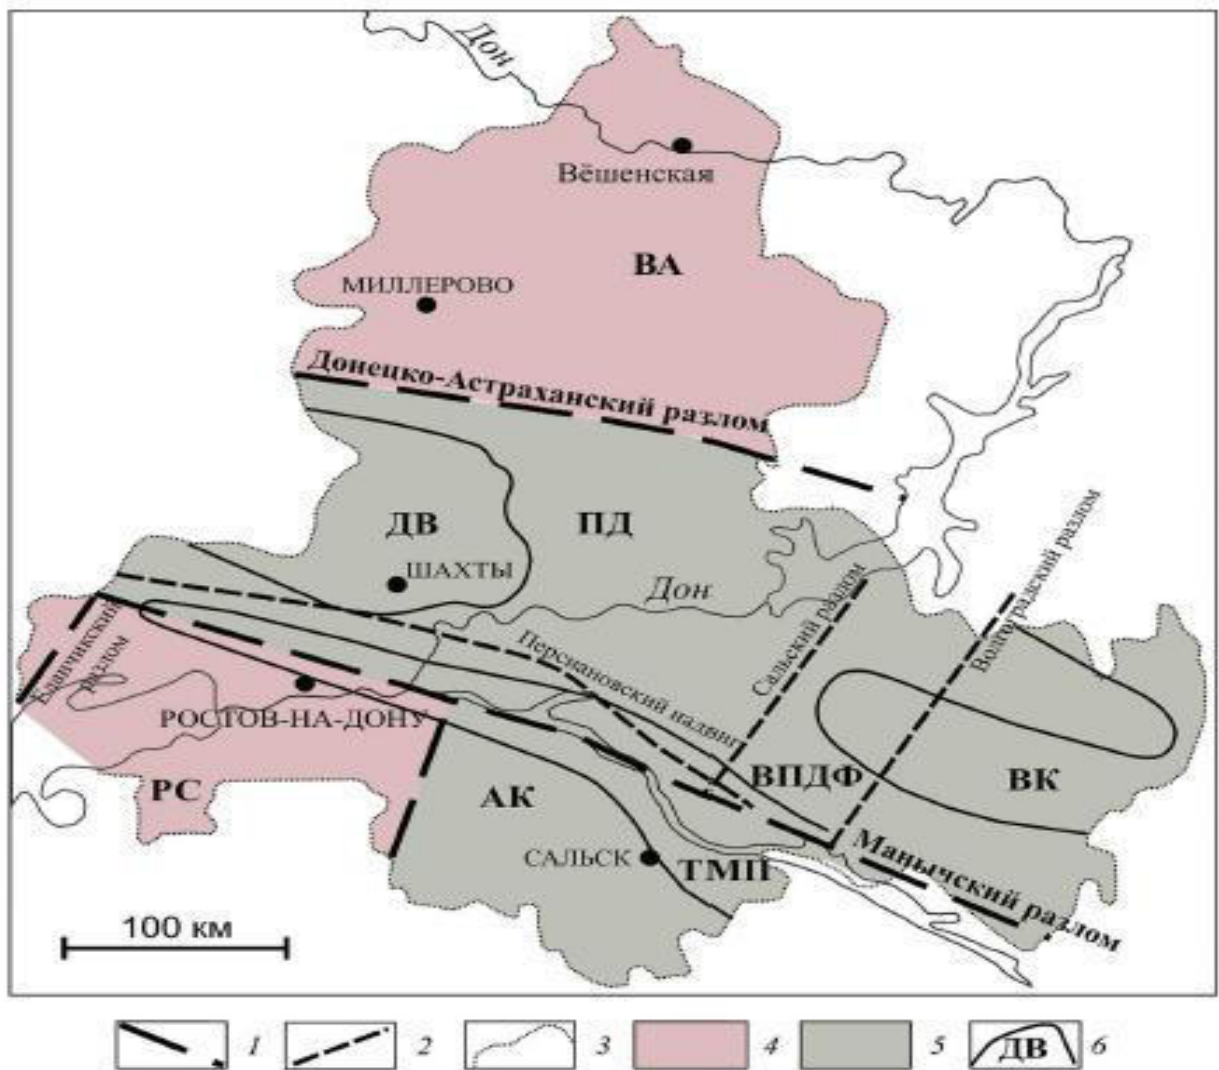 Дон
Вёшенская
ВА
МИЛЛЕРОВО
Донецко-Астраханский разлом
ДВ
ПД
ШАХТЫ
Дон
Сальский разлом
Волгоградский разлом
Персиановский надвиг
разлом
РОСТОВ-НА-ДОНУ
РС
АК
ВПДФ
ВК
САЛЬСК
ТМП
Манычский разлом
100 км
1
2
3
4
5
ДВ
6